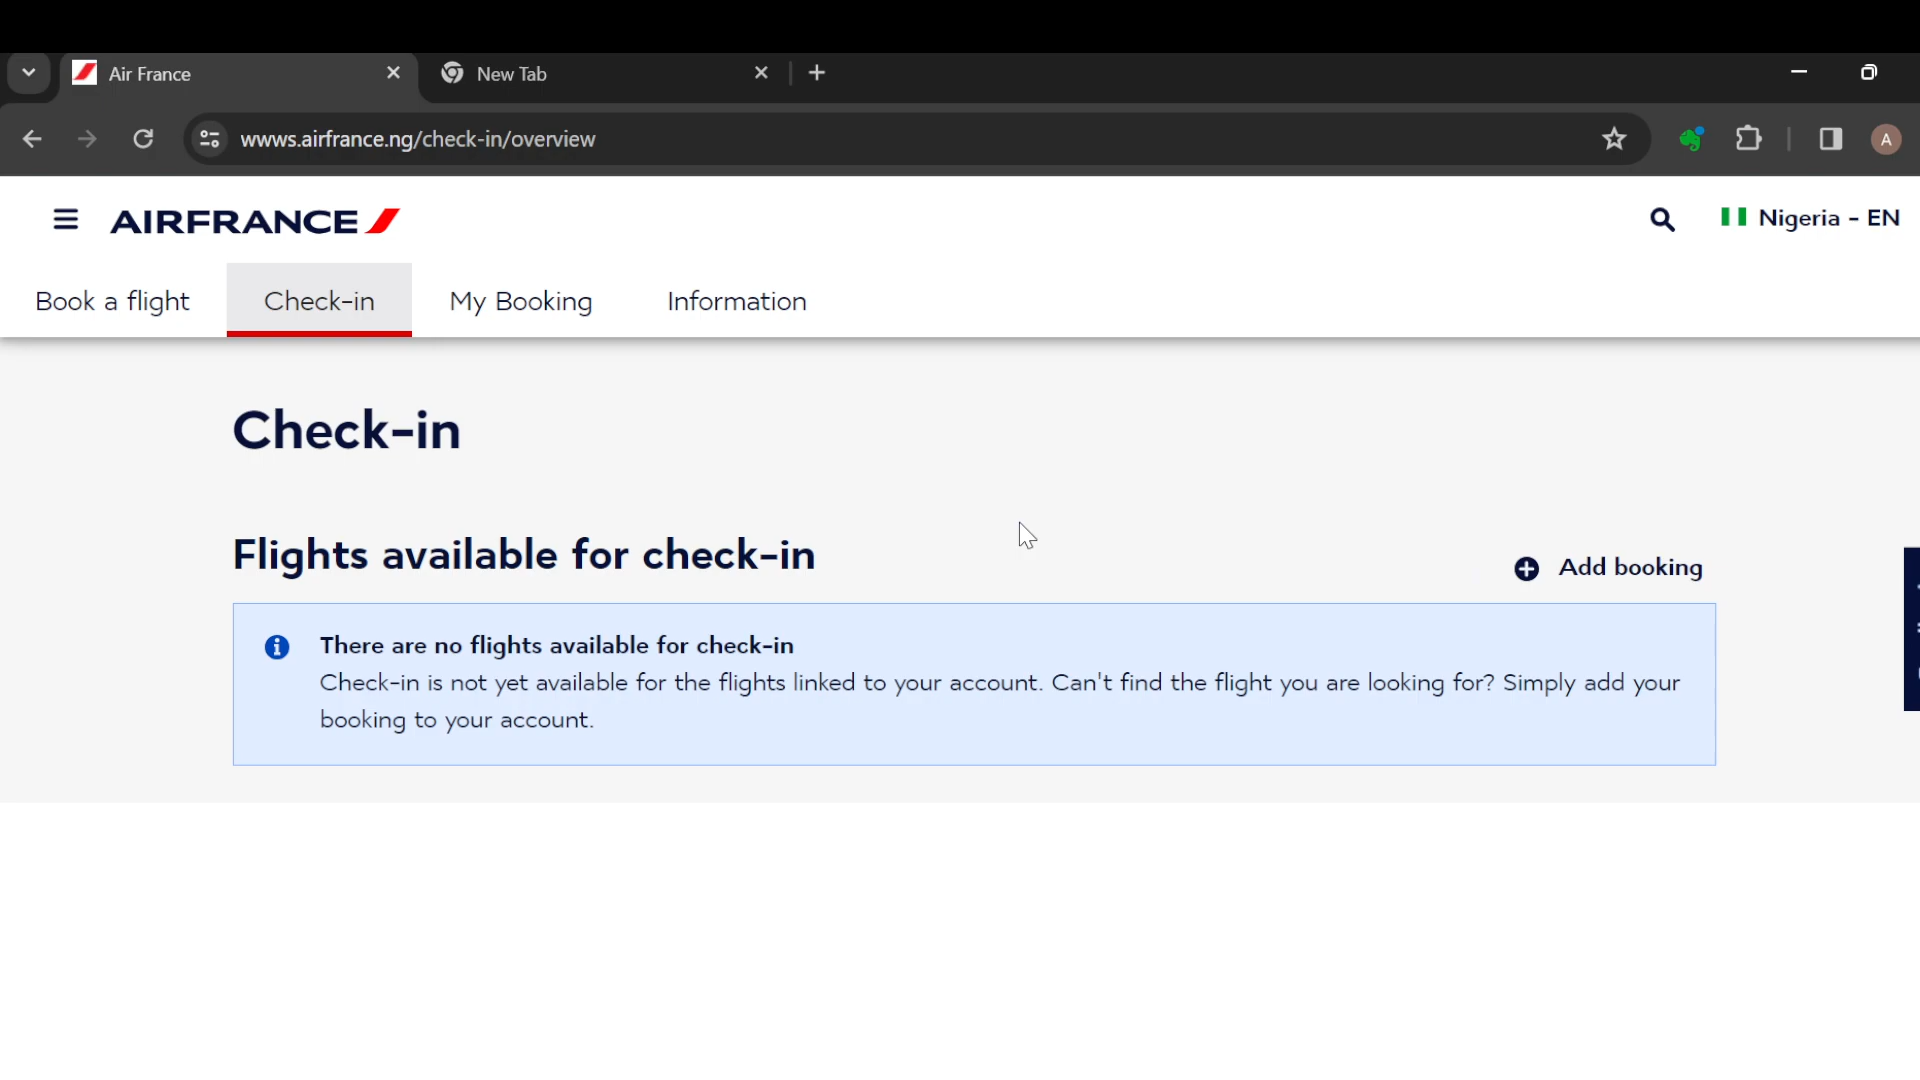 Air France
New Tab
wwws.airfrance.ng/check-in/overview
A
AIRFRANCE
Nigeria - EN
Book a flight
Check-in
My Booking
Information
Check-in
Flights available for check-in
Add booking
There are no flights available for check-in
Check-in is not yet available for the flights linked to your account. Can't find the flight you are looking for? Simply add your
booking to your account.